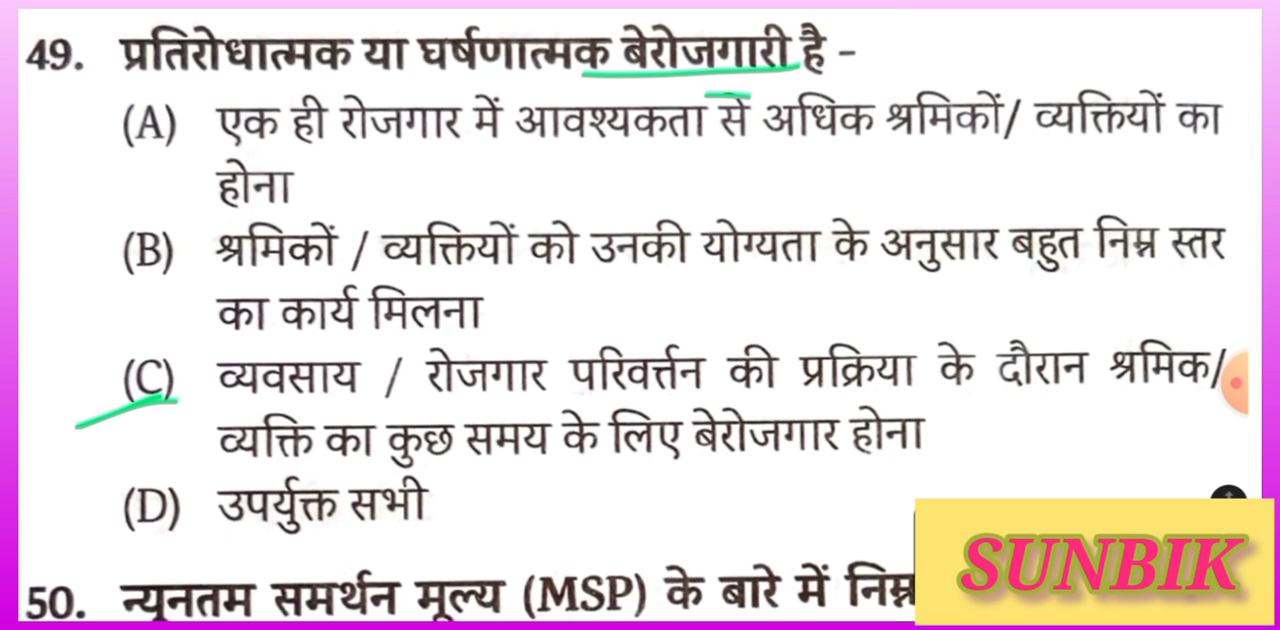 49. प्रतिरोधात्मक या घर्षणात्मक बेरोजगारी है -
(A) एक ही रोजगार में आवश्यकता से अधिक श्रमिकों/ व्यक्तियों का
होना
(B) श्रमिकों / व्यक्तियों को उनकी योग्यता के अनुसार बहुत निम्न स्तर
का कार्य मिलना
(C) व्यवसाय / रोजगार परिवर्त्तन की प्रक्रिया के दौरान श्रमिक/
व्यक्ति का कुछ समय के लिए बेरोजगार होना
(D) उपर्युक्त सभी
50. न्यूनतम समर्थन मूल्य (MSP) के बारे में निम्न
SUNBIK